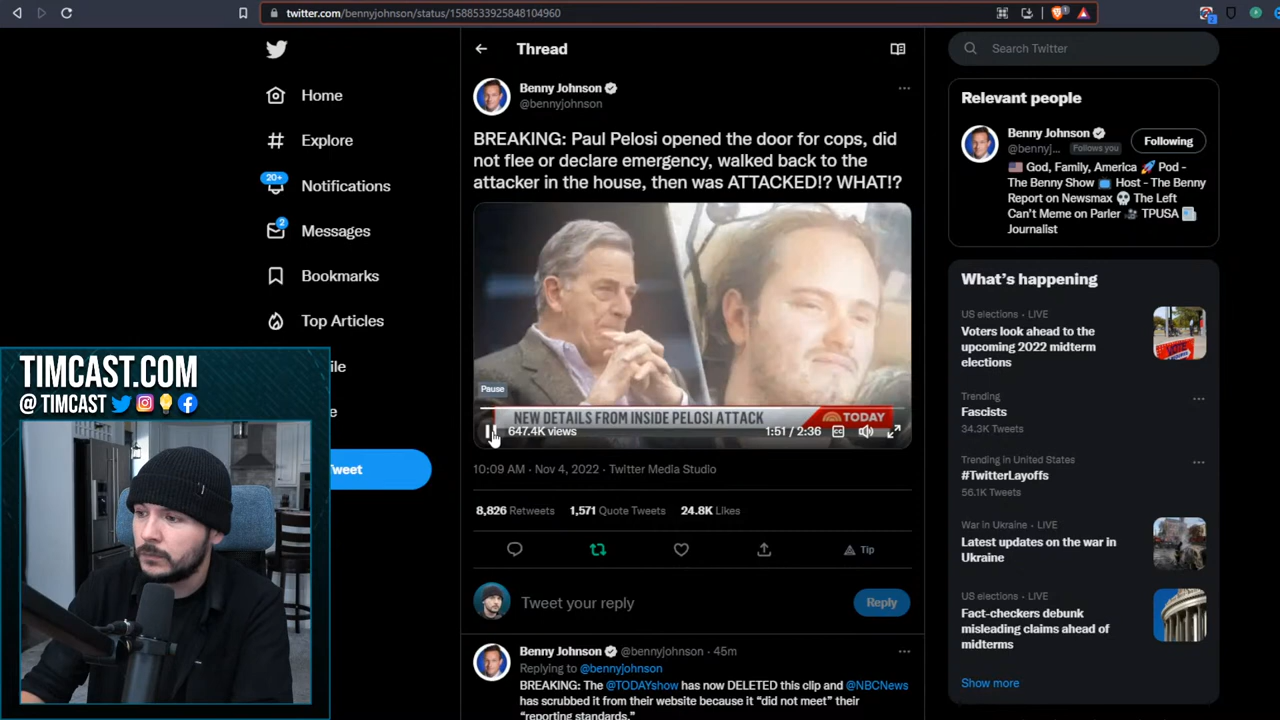 twitter.com/bennyjohnson/status/1588533925848104960
Home
Explore
20+
Notifications
2
Messages
Bookmarks
Top Articles
ile
e
Tweet
TIMCAST.COM
@ TIMCAST
Thread
Benny Johnson
@bennyjohnson
BREAKING: Paul Pelosi opened the door for cops, did
not flee or declare emergency, walked back to the
attacker in the house, then was ATTACKED!? WHAT!?
Pause
NEW DETAILS FROM INSIDE PELOSI ATTACK
TODAY
647.4K views
1:51 / 2:36
10:09 AM · Nov 4, 2022 · Twitter Media Studio
8,826 Retweets 1,571 Quote Tweets 24.8K Likes
Tip
Tweet your reply
Reply
Benny Johnson @bennyjohnson · 45m
Replying to @bennyjohnson
BREAKING: The @TODAYshow has now DELETED this clip and @NBCNews
has scrubbed it from their website because it “did not meet” their
“reporting standards.”
Search Twitter
Relevant people
Benny Johnson
@bennyj... Follows you
Following
God, Family, America Pod -
The Benny Show Host - The Benny
Report on Newsmax The Left
Can't Meme on Parler TPUSA
Journalist
What's happening
US elections · LIVE
Voters look ahead to the
upcoming 2022 midterm
elections
VOTE
Trending
Fascists
34.3K Tweets
Trending in United States
#TwitterLayoffs
56.1K Tweets
War in Ukraine · LIVE
Latest updates on the war in
Ukraine
US elections · LIVE
Fact-checkers debunk
misleading claims ahead of
midterms
Show more